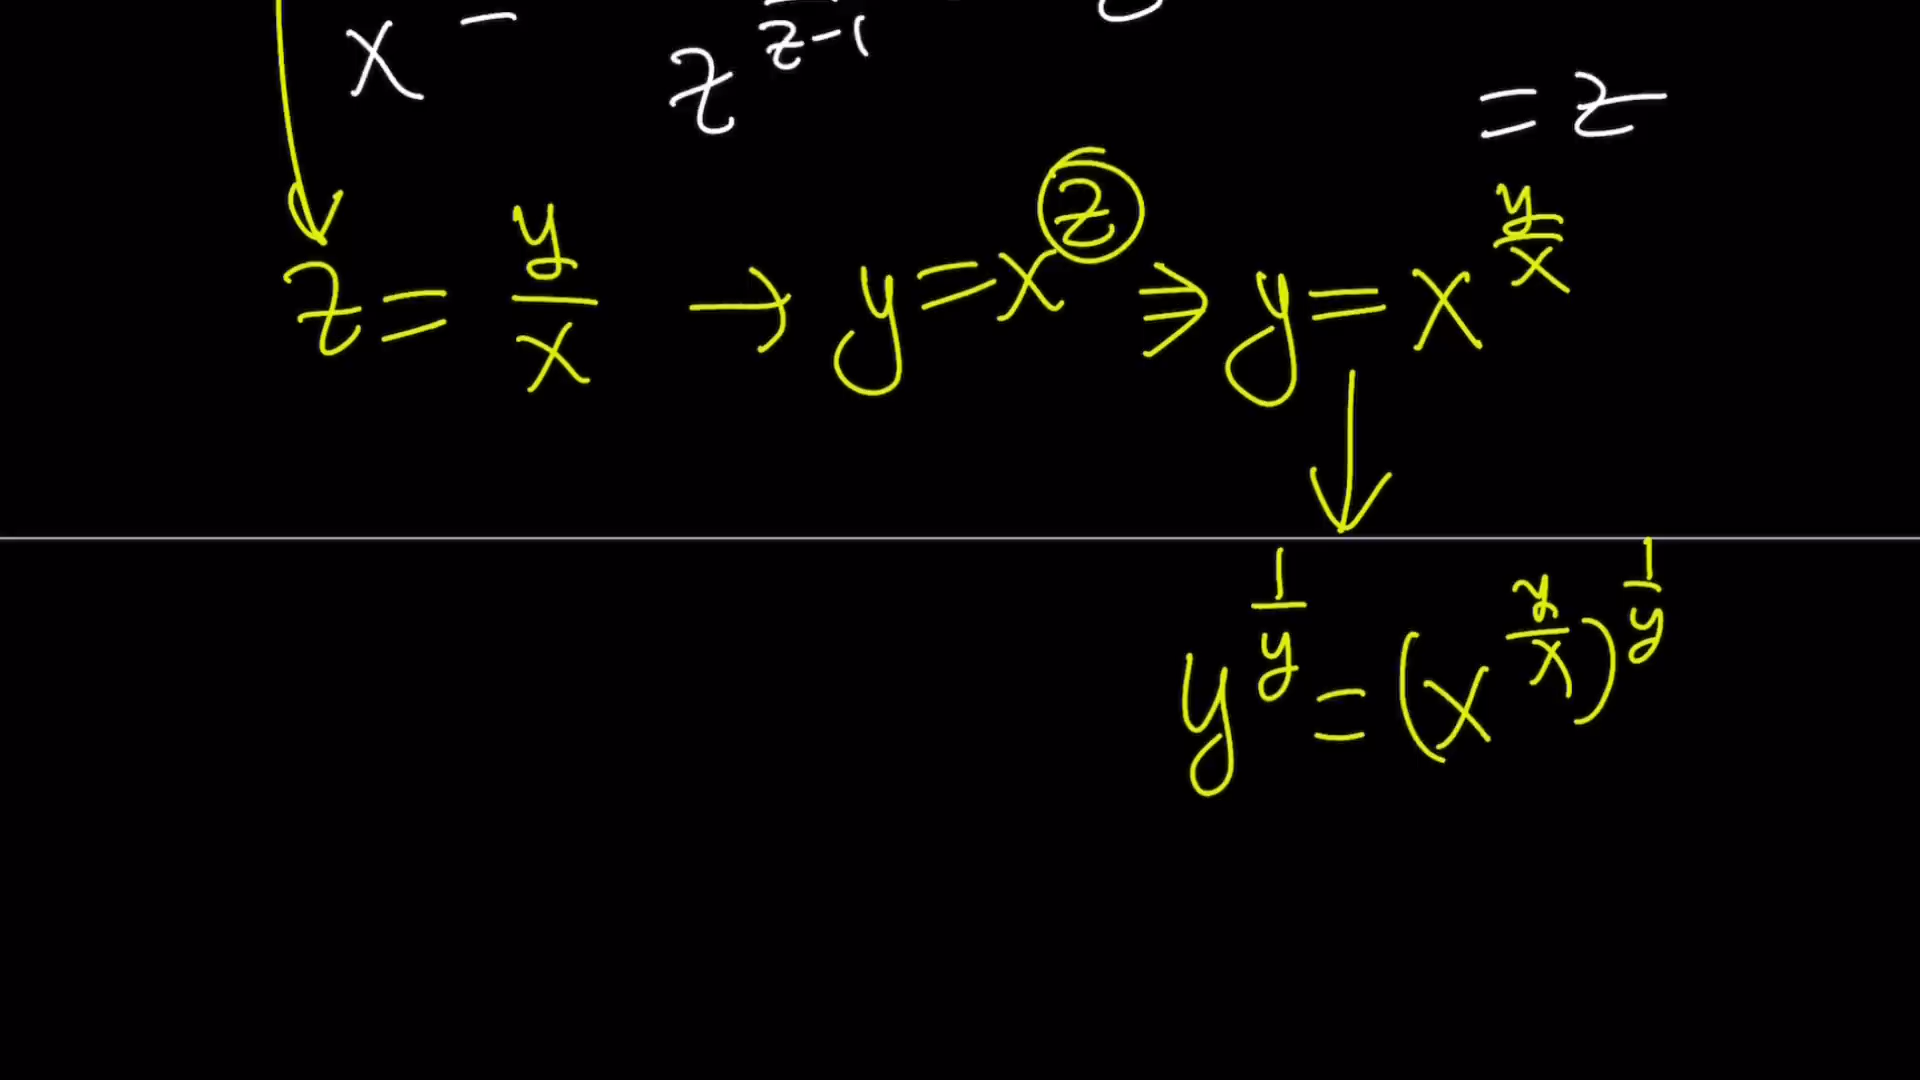 x z^{z-1} = z
z = y/x → y = x^z ⇒ y = x^{y/x}
y^{1/y} = (x^{y/x})^{1/y}